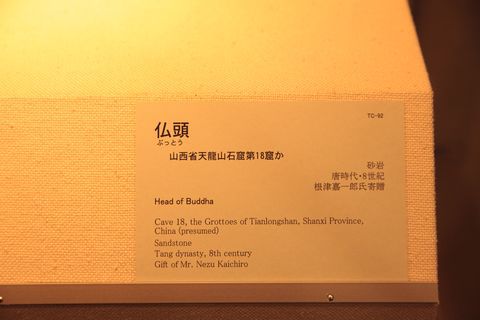 TC-92
仏頭
ぶっとう
山西省天龍山石窟第18窟か
砂岩
唐時代・8世紀
根津嘉一郎氏寄贈
Head of Buddha
Cave 18, the Grottoes of Tianlongshan, Shanxi Province,
China (presumed)
Sandstone
Tang dynasty, 8th century
Gift of Mr. Nezu Kaichiro